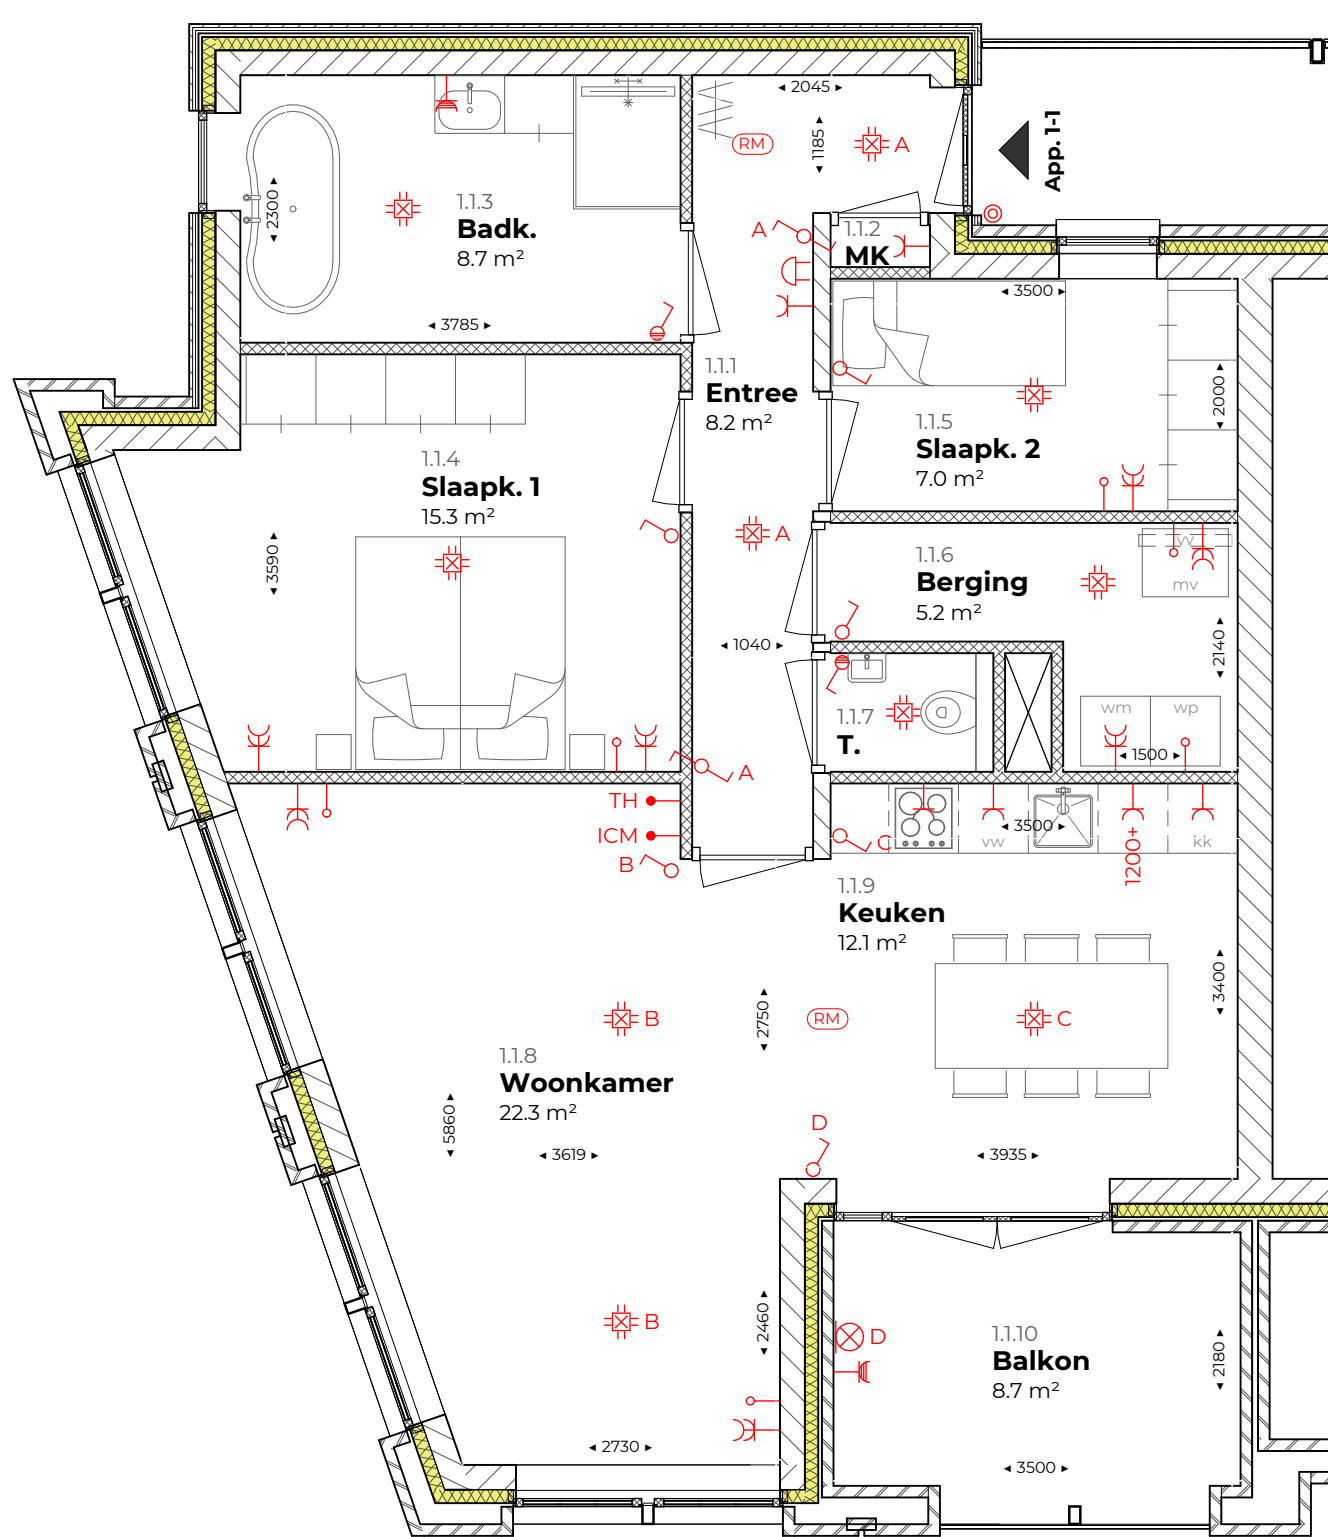 2045
RM
1185
A
App. 1-1
1.1.3
Badk.
8.7 m²
2300
3785
A
1.1.2
MK
3500
1.1.1
Entree
8.2 m²
1.1.5
Slaapk. 2
7.0 m²
2000
1.1.4
Slaapk. 1
15.3 m²
3590
A
1.1.6
Berging
5.2 m²
vv
mv
1040
2140
1.1.7
T.
wm
wp
1500
A
TH
ICM
B
C
vw
3500
1200+
kk
1.1.9
Keuken
12.1 m²
3400
B
2750
RM
C
1.1.8
Woonkamer
22.3 m²
5860
3619
D
3935
B
2460
D
1.1.10
Balkon
8.7 m²
2180
2730
3500